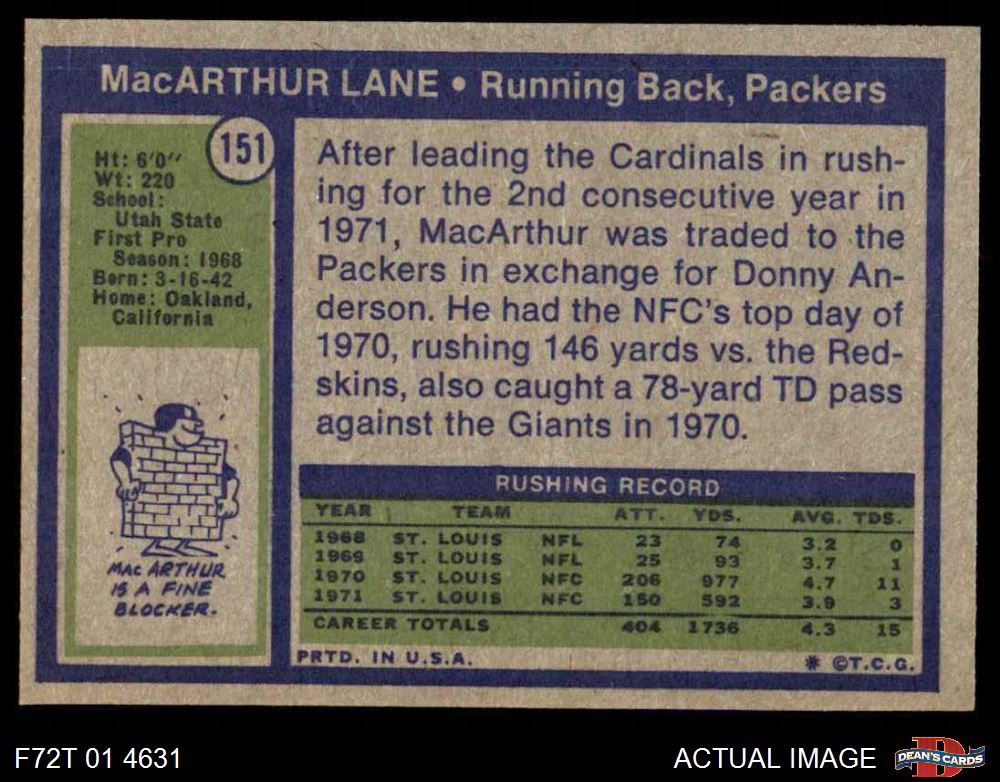 MacARTHUR LANE • Running Back, Packers
151
Ht: 6'0"
Wt: 220
School:
Utah State
First Pro
Season: 1968
Born: 3-16-42
Home: Oakland,
California
MAC ARTHUR
IS A FINE
BLOCKER.
After leading the Cardinals in rush-
ing for the 2nd consecutive year in
1971, MacArthur was traded to the
Packers in exchange for Donny An-
derson. He had the NFC's top day of
1970, rushing 146 yards vs. the Red-
skins, also caught a 78-yard TD pass
against the Giants in 1970.
RUSHING RECORD
YEAR TEAM ATT. YDS. AVG. TDS.
1968 ST. LOUIS NFL 23 74 3.2 0
1969 ST. LOUIS NFL 25 93 3.7 1
1970 ST. LOUIS NFC 206 977 4.7 11
1971 ST. LOUIS NFC 150 592 3.9 3
CAREER TOTALS 404 1736 4.3 15
PRTD. IN U.S.A. * ©T.C.G.
F72T 01 4631 ACTUAL IMAGE DEAN'S CARDS